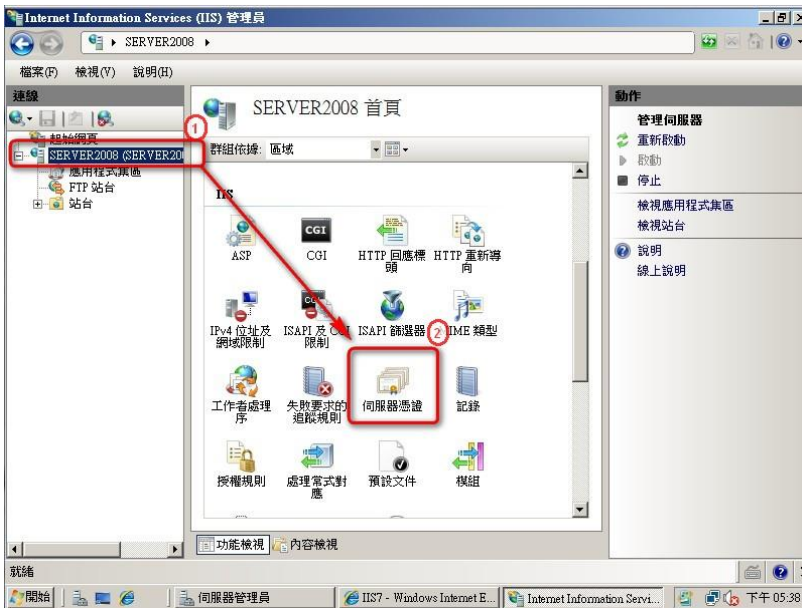 Internet Information Services (IIS) 管理員
SERVER2008
檔案(F) 檢視(V) 說明(H)
連線
起始網頁
SERVER2008 (SERVER20
應用程式集區
FTP 站台
站台
1
SERVER2008 首頁
群組依據: 區域
IIS
ASP
CGI
HTTP 回應標頭
HTTP 重新導向
IPv4 位址及網域限制
ISAPI 及 CGI 限制
ISAPI 篩選器
2
MIME 類型
工作者處理序
失敗要求的追蹤規則
伺服器憑證
記錄
授權規則
處理常式對應
預設文件
模組
功能檢視 內容檢視
動作
管理伺服器
重新啟動
啟動
停止
檢視應用程式集區
檢視站台
說明
線上說明
就緒
開始
伺服器管理員
IIS7 - Windows Internet E...
Internet Information Servi...
下午 05:38